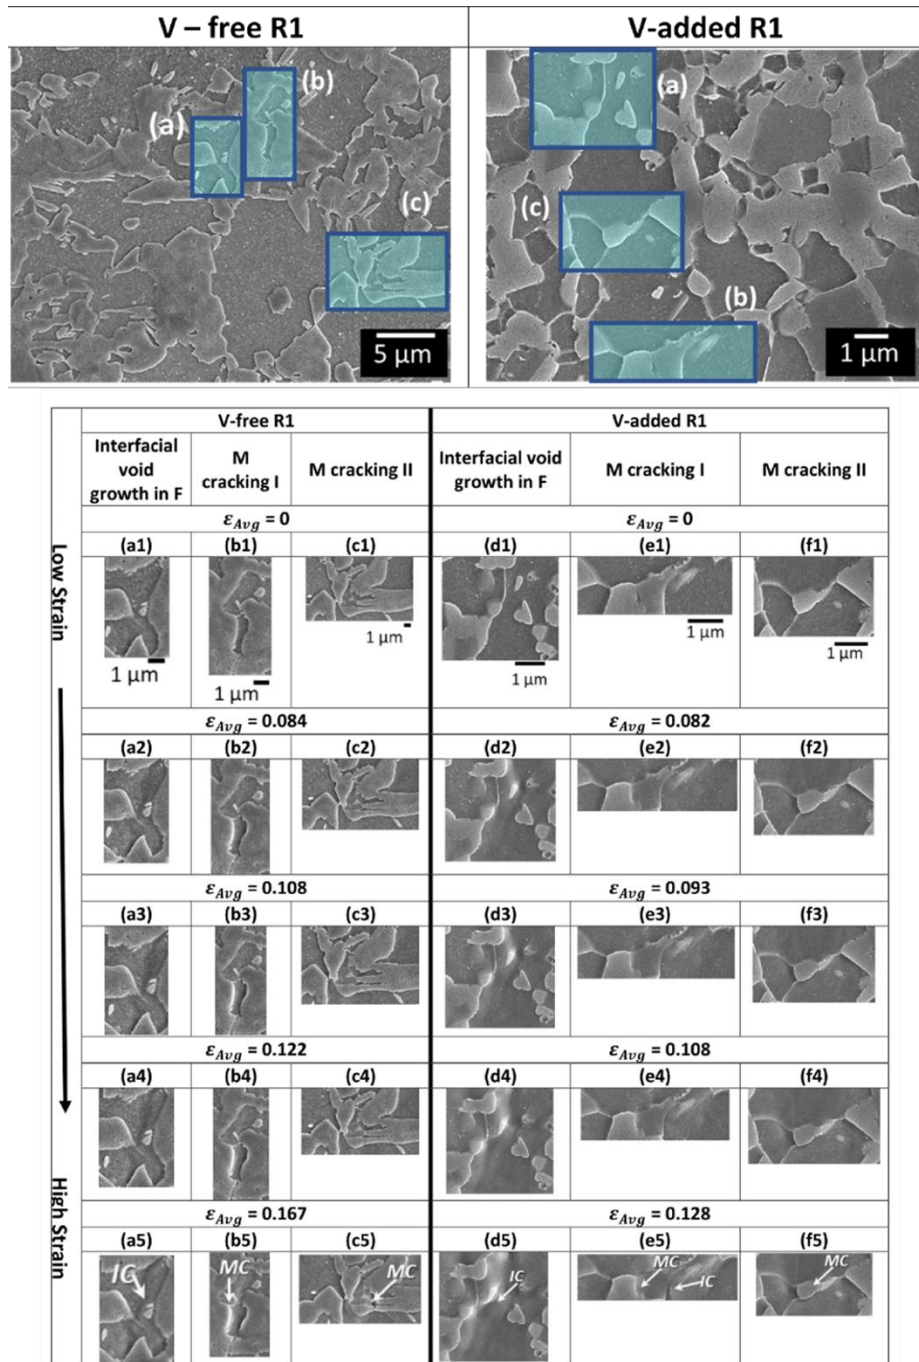 V – free R1
V-added R1
(a)
(b)
(c)
5 µm
(a)
(c)
(b)
1 µm
Low Strain
High Strain
V-free R1
V-added R1
Interfacial
void
growth in F
M
cracking I
M cracking II
Interfacial void
growth in F
M cracking I
M cracking II
ε_Avg = 0
ε_Avg = 0
(a1)
(b1)
(c1)
(d1)
(e1)
(f1)
1 µm
1 µm
1 µm
1 µm
1 µm
1 µm
ε_Avg = 0.084
ε_Avg = 0.082
(a2)
(b2)
(c2)
(d2)
(e2)
(f2)
ε_Avg = 0.108
ε_Avg = 0.093
(a3)
(b3)
(c3)
(d3)
(e3)
(f3)
ε_Avg = 0.122
ε_Avg = 0.108
(a4)
(b4)
(c4)
(d4)
(e4)
(f4)
ε_Avg = 0.167
ε_Avg = 0.128
(a5)
(b5)
(c5)
(d5)
(e5)
(f5)
IC
MC
MC
IC
MC
IC
MC